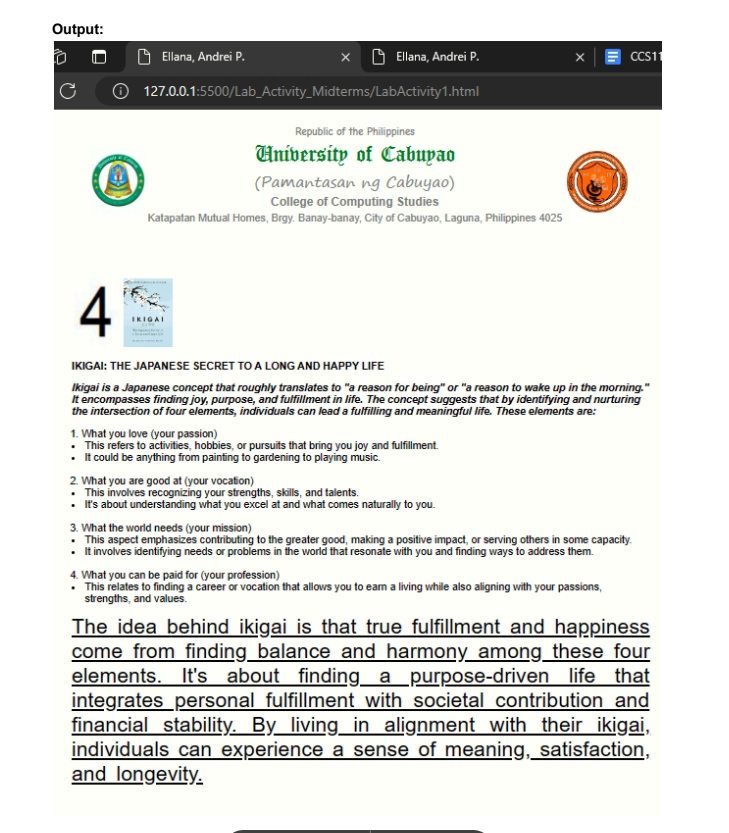 Output:
Ellana, Andrei P.
Ellana, Andrei P.
CCS11
127.0.0.1:5500/Lab_Activity_Midterms/LabActivity1.html
Republic of the Philippines
University of Cabuyao
(Pamantasan ng Cabuyao)
College of Computing Studies
Katapatan Mutual Homes, Brgy. Banay-banay, City of Cabuyao, Laguna, Philippines 4025
4
IKIGAI
IKIGAI: THE JAPANESE SECRET TO A LONG AND HAPPY LIFE
Ikigai is a Japanese concept that roughly translates to "a reason for being" or "a reason to wake up in the morning."
It encompasses finding joy, purpose, and fulfillment in life. The concept suggests that by identifying and nurturing
the intersection of four elements, individuals can lead a fulfilling and meaningful life. These elements are:
1. What you love (your passion)
• This refers to activities, hobbies, or pursuits that bring you joy and fulfillment.
• It could be anything from painting to gardening to playing music.
2. What you are good at (your vocation)
• This involves recognizing your strengths, skills, and talents.
• It's about understanding what you excel at and what comes naturally to you.
3. What the world needs (your mission)
• This aspect emphasizes contributing to the greater good, making a positive impact, or serving others in some capacity.
• It involves identifying needs or problems in the world that resonate with you and finding ways to address them.
4. What you can be paid for (your profession)
• This relates to finding a career or vocation that allows you to earn a living while also aligning with your passions,
strengths, and values.
The idea behind ikigai is that true fulfillment and happiness
come from finding balance and harmony among these four
elements. It's about finding a purpose-driven life that
integrates personal fulfillment with societal contribution and
financial stability. By living in alignment with their ikigai,
individuals can experience a sense of meaning, satisfaction,
and longevity.